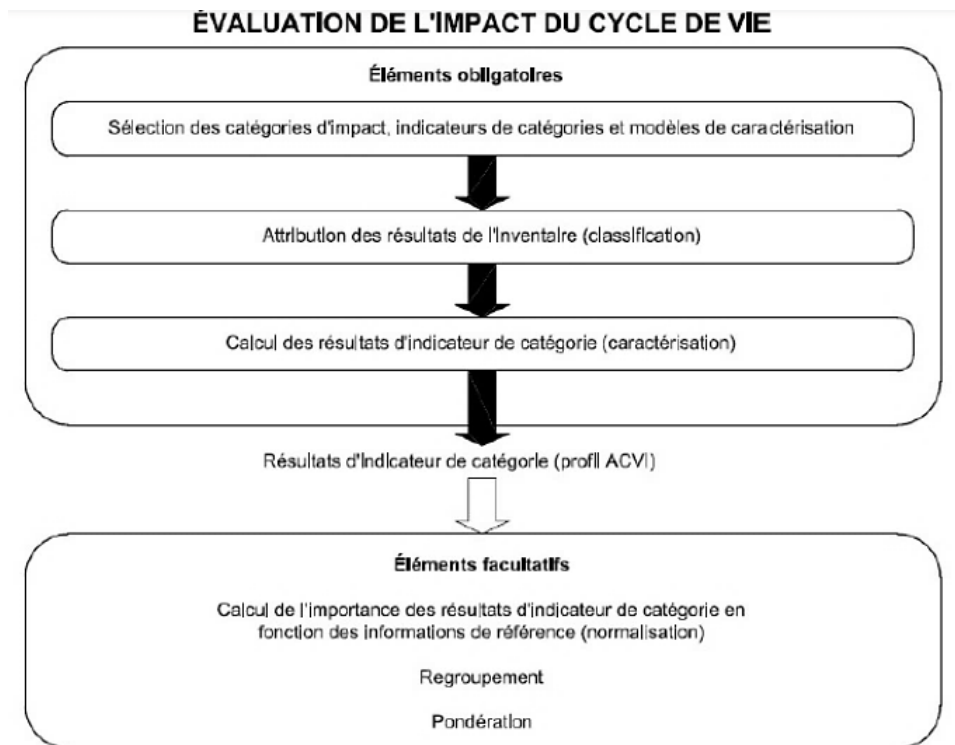 ÉVALUATION DE L'IMPACT DU CYCLE DE VIE
Éléments obligatoires
Sélection des catégories d'impact, indicateurs de catégories et modèles de caractérisation
Attribution des résultats de l'inventaire (classification)
Calcul des résultats d'indicateur de catégorie (caractérisation)
Résultats d'indicateur de catégorie (profil ACVI)
Éléments facultatifs
Calcul de l'importance des résultats d'indicateur de catégorie en
fonction des informations de référence (normalisation)
Regroupement
Pondération